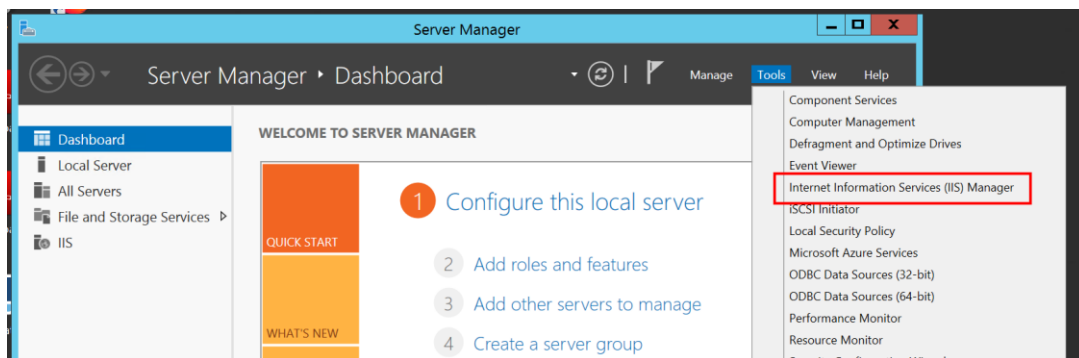 Server Manager
Server Manager • Dashboard
Manage
Tools
View
Help
Dashboard
Local Server
All Servers
File and Storage Services
IIS
WELCOME TO SERVER MANAGER
QUICK START
WHAT'S NEW
1 Configure this local server
2 Add roles and features
3 Add other servers to manage
4 Create a server group
Component Services
Computer Management
Defragment and Optimize Drives
Event Viewer
Internet Information Services (IIS) Manager
iSCSI Initiator
Local Security Policy
Microsoft Azure Services
ODBC Data Sources (32-bit)
ODBC Data Sources (64-bit)
Performance Monitor
Resource Monitor